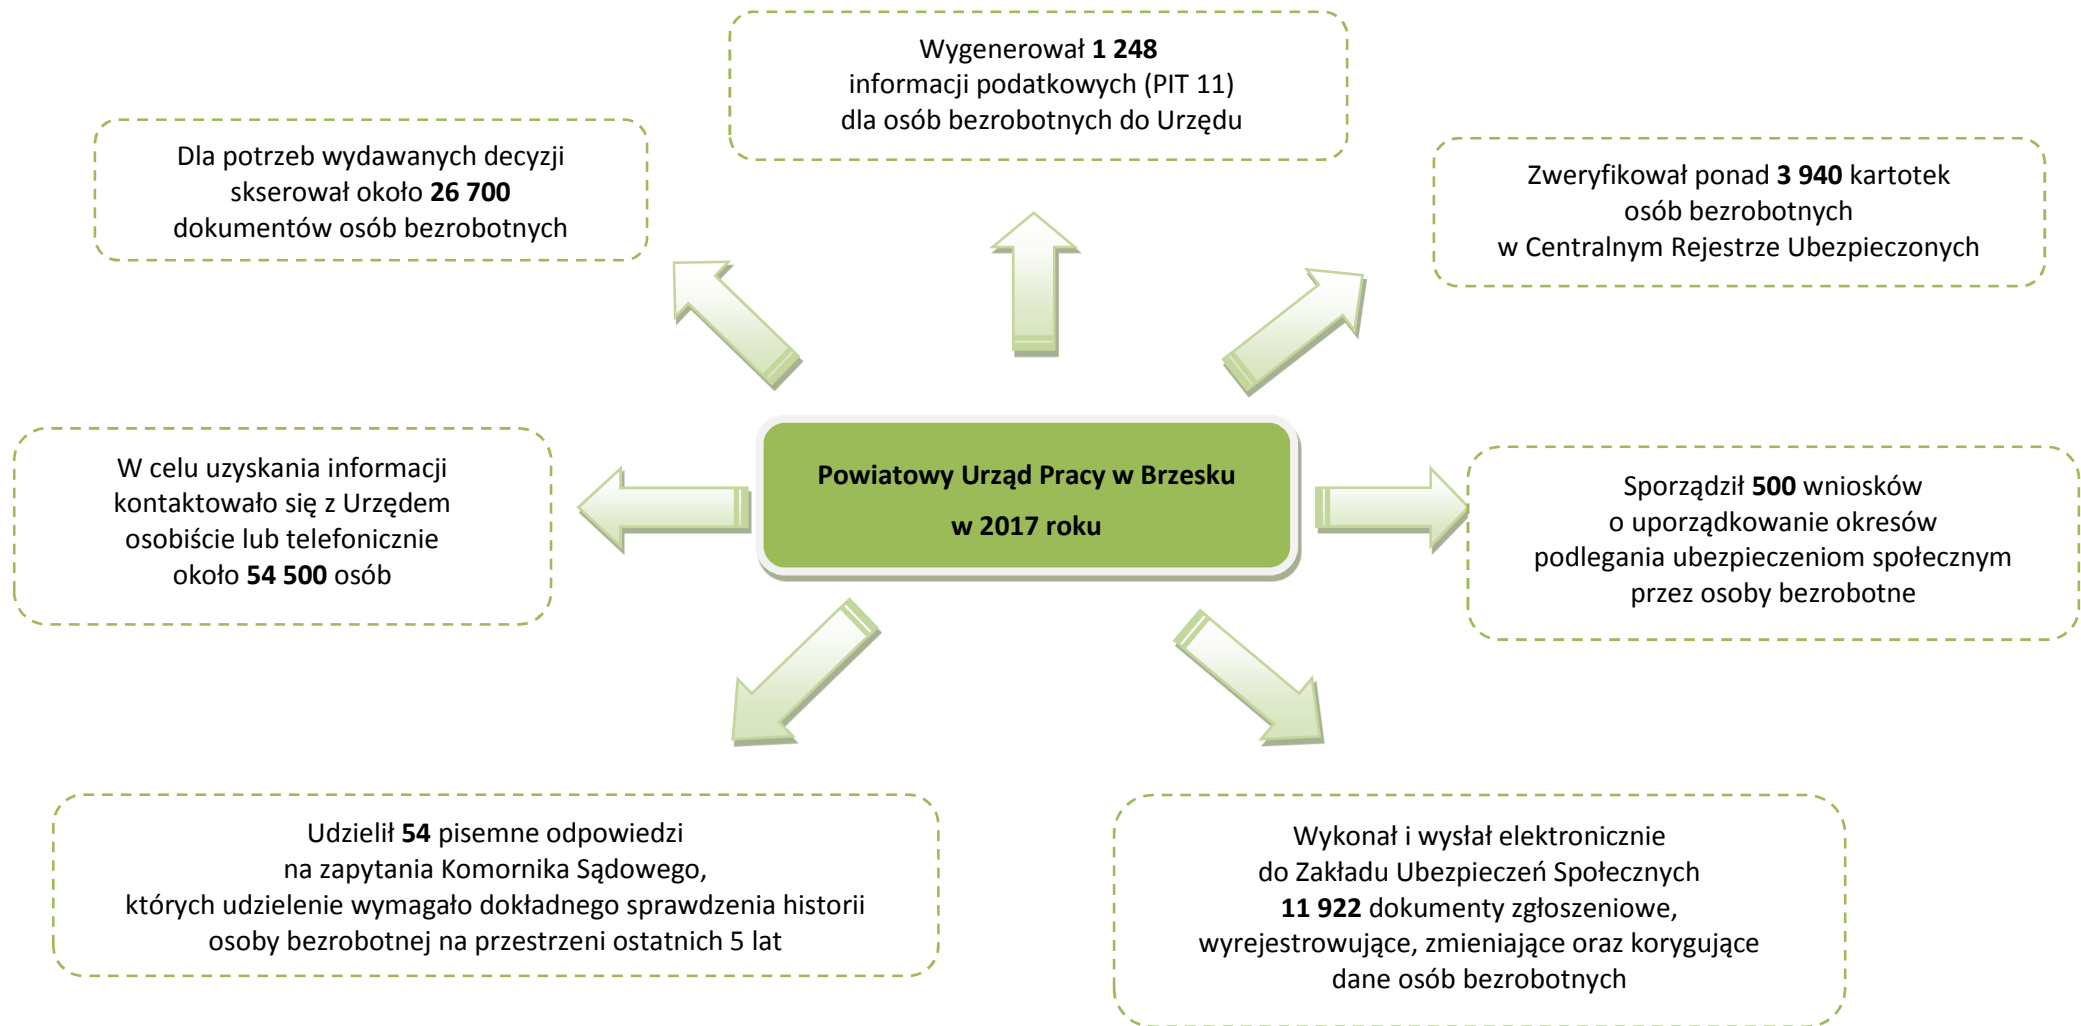 Wygenerował 1 248
informacji podatkowych (PIT 11)
dla osób bezrobotnych do Urzędu
Dla potrzeb wydawanych decyzji
skserował około 26 700
dokumentów osób bezrobotnych
Zweryfikował ponad 3 940 kartotek
osób bezrobotnych
w Centralnym Rejestrze Ubezpieczonych
W celu uzyskania informacji
kontaktowało się z Urzędem
osobiście lub telefonicznie
około 54 500 osób
Powiatowy Urząd Pracy w Brzesku
w 2017 roku
Sporządził 500 wniosków
o uporządkowanie okresów
podlegania ubezpieczeniom społecznym
przez osoby bezrobotne
Udzielił 54 pisemne odpowiedzi
na zapytania Komornika Sądowego,
których udzielenie wymagało dokładnego sprawdzenia historii
osoby bezrobotnej na przestrzeni ostatnich 5 lat
Wykonał i wysłał elektronicznie
do Zakładu Ubezpieczeń Społecznych
11 922 dokumenty zgłoszeniowe,
wyrejestrowujące, zmieniające oraz korygujące
dane osób bezrobotnych